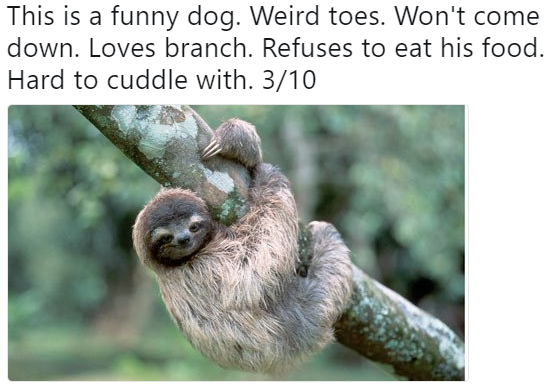 This is a funny dog. Weird toes. Won't come
down. Loves branch. Refuses to eat his food.
Hard to cuddle with. 3/10